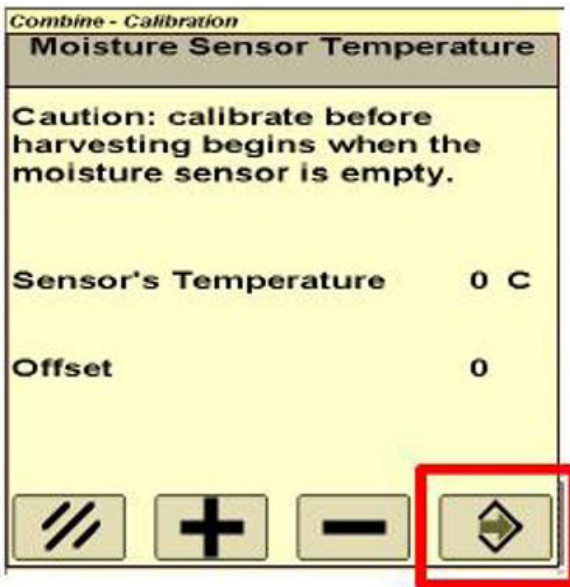 Combine - Calibration
Moisture Sensor Temperature
Caution: calibrate before
harvesting begins when the
moisture sensor is empty.
Sensor's Temperature 0 C
Offset 0